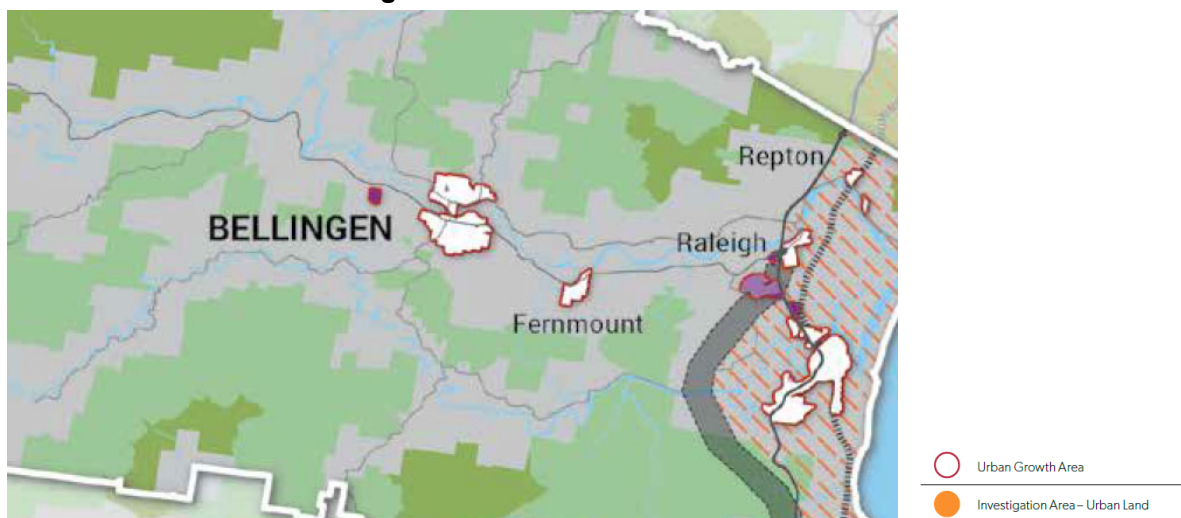 Repton
Raleigh
BELLINGEN
Fernmount
Urban Growth Area
Investigation Area – Urban Land